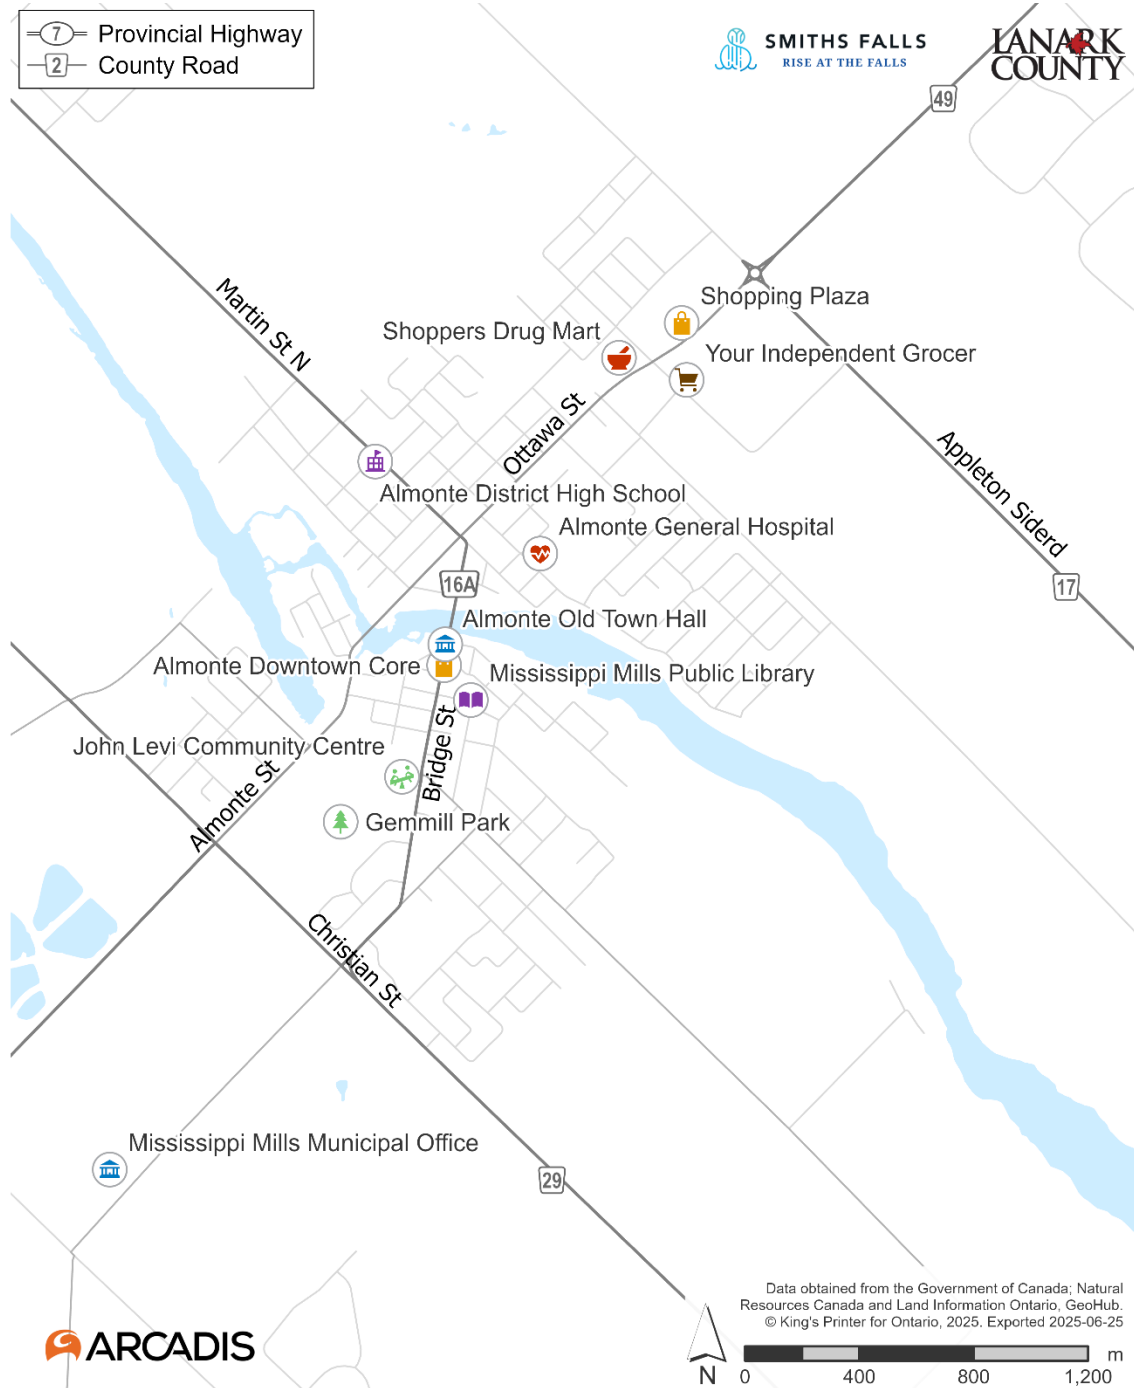 7 Provincial Highway
2 County Road
SMITHS FALLS
RISE AT THE FALLS
LANARK
COUNTY
49
Martin St N
Shopping Plaza
Shoppers Drug Mart
Your Independent Grocer
Ottawa St
Appleton Siderd
Almonte District High School
Almonte General Hospital
16A
17
Almonte Old Town Hall
Almonte Downtown Core
Mississippi Mills Public Library
Bridge St
John Levi Community Centre
Almonte St
Gemmill Park
Christian St
Mississippi Mills Municipal Office
29
Data obtained from the Government of Canada; Natural
Resources Canada and Land Information Ontario, GeoHub.
© King's Printer for Ontario, 2025. Exported 2025-06-25
ARCADIS
N
m
0 400 800 1,200